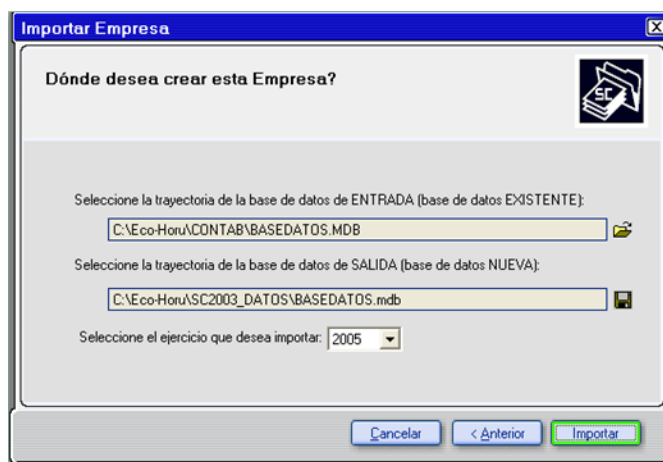 Importar Empresa
Dónde desea crear esta Empresa?
SC
Seleccione la trayectoria de la base de datos de ENTRADA (base de datos EXISTENTE):
C:\Eco-Horu\CONTAB\BASEDATOS.MDB
Seleccione la trayectoria de la base de datos de SALIDA (base de datos NUEVA):
C:\Eco-Horu\SC2003_DATOS\BASEDATOS.mdb
Seleccione el ejercicio que desea importar: 2005
Cancelar < Anterior Importar